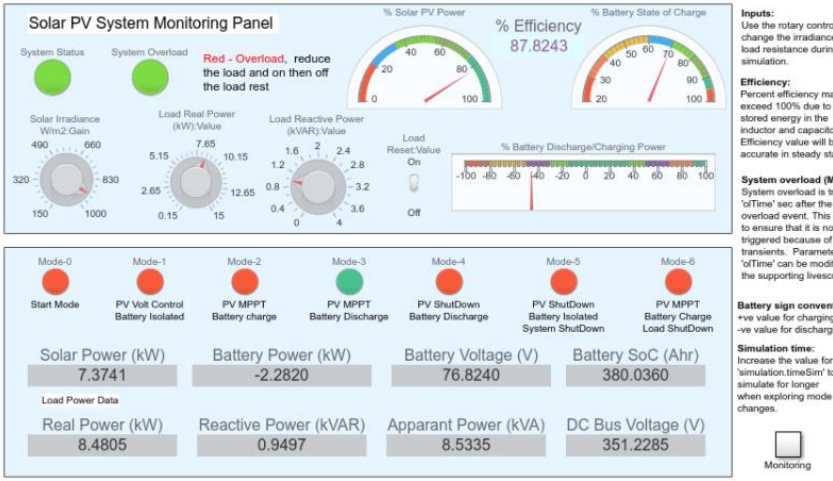 Solar PV System Monitoring Panel
System Status
System Overload
Red - Overload, reduce
the load and on then off
the load rest
% Solar PV Power
0 20 40 60 80 100
% Efficiency
87.8243
% Battery State of Charge
20 30 40 50 60 70 80 90 100
Solar Irradiance
W/m2:Gain
150 320 490 660 830 1000
Load Real Power
(kW):Value
0.15 2.65 5.15 7.65 10.15 12.65 15
Load Reactive Power
(kVAR):Value
0 0.4 0.8 1.2 1.6 2 2.4 2.8 3.2 3.6 4
Load
Reset:Value
On
Off
% Battery Discharge/Charging Power
-100 -80 -60 -40 -20 0 20 40 60 80 100
Mode-0
Start Mode
Mode-1
PV Volt Control
Battery Isolated
Mode-2
PV MPPT
Battery charge
Mode-3
PV MPPT
Battery Discharge
Mode-4
PV ShutDown
Battery Discharge
Mode-5
PV ShutDown
Battery Isolated
System ShutDown
Mode-6
PV MPPT
Battery Charge
Load ShutDown
Solar Power (kW)
7.3741
Battery Power (kW)
-2.2820
Battery Voltage (V)
76.8240
Battery SoC (Ahr)
380.0360
Load Power Data
Real Power (kW)
8.4805
Reactive Power (kVAR)
0.9497
Apparant Power (kVA)
8.5335
DC Bus Voltage (V)
351.2285
Inputs:
Use the rotary contro
change the irradiance
load resistance durin
simulation.
Efficiency:
Percent efficiency ma
exceed 100% due to
stored energy in the
inductor and capacito
Efficiency value will b
accurate in steady sta
System overload (M
System overload is tr
'olTime' sec after the
overload event. This
to ensure that it is no
triggered because of
transients. Paramete
'olTime' can be modif
the supporting livescr
Battery sign convent
+ve value for charging
-ve value for discharg
Simulation time:
Increase the value for
'simulation.timeSim' to
simulate for longer
when exploring mode
changes.
Monitoring